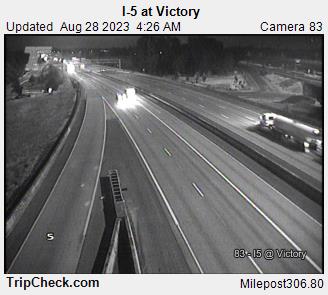 I-5 at Victory
Updated  Aug 28 2023  4:26 AM
Camera 83
S
83 - I5 @ Victory
TripCheck.com
Milepost306.80